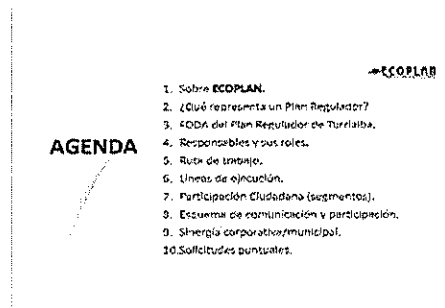 ECOPLAN
AGENDA
1. Sobre ECOPLAN.
2. ¿Qué representa un Plan Regulador?
3. FODA del Plan Regulador de Turrialba.
4. Responsables y sus roles.
5. Ruta de trabajo.
6. Líneas de ejecución.
7. Participación Ciudadana (segmentos).
8. Esquema de comunicación y participación.
9. Sinergia corporativa/municipal.
10.Solicitudes puntuales.